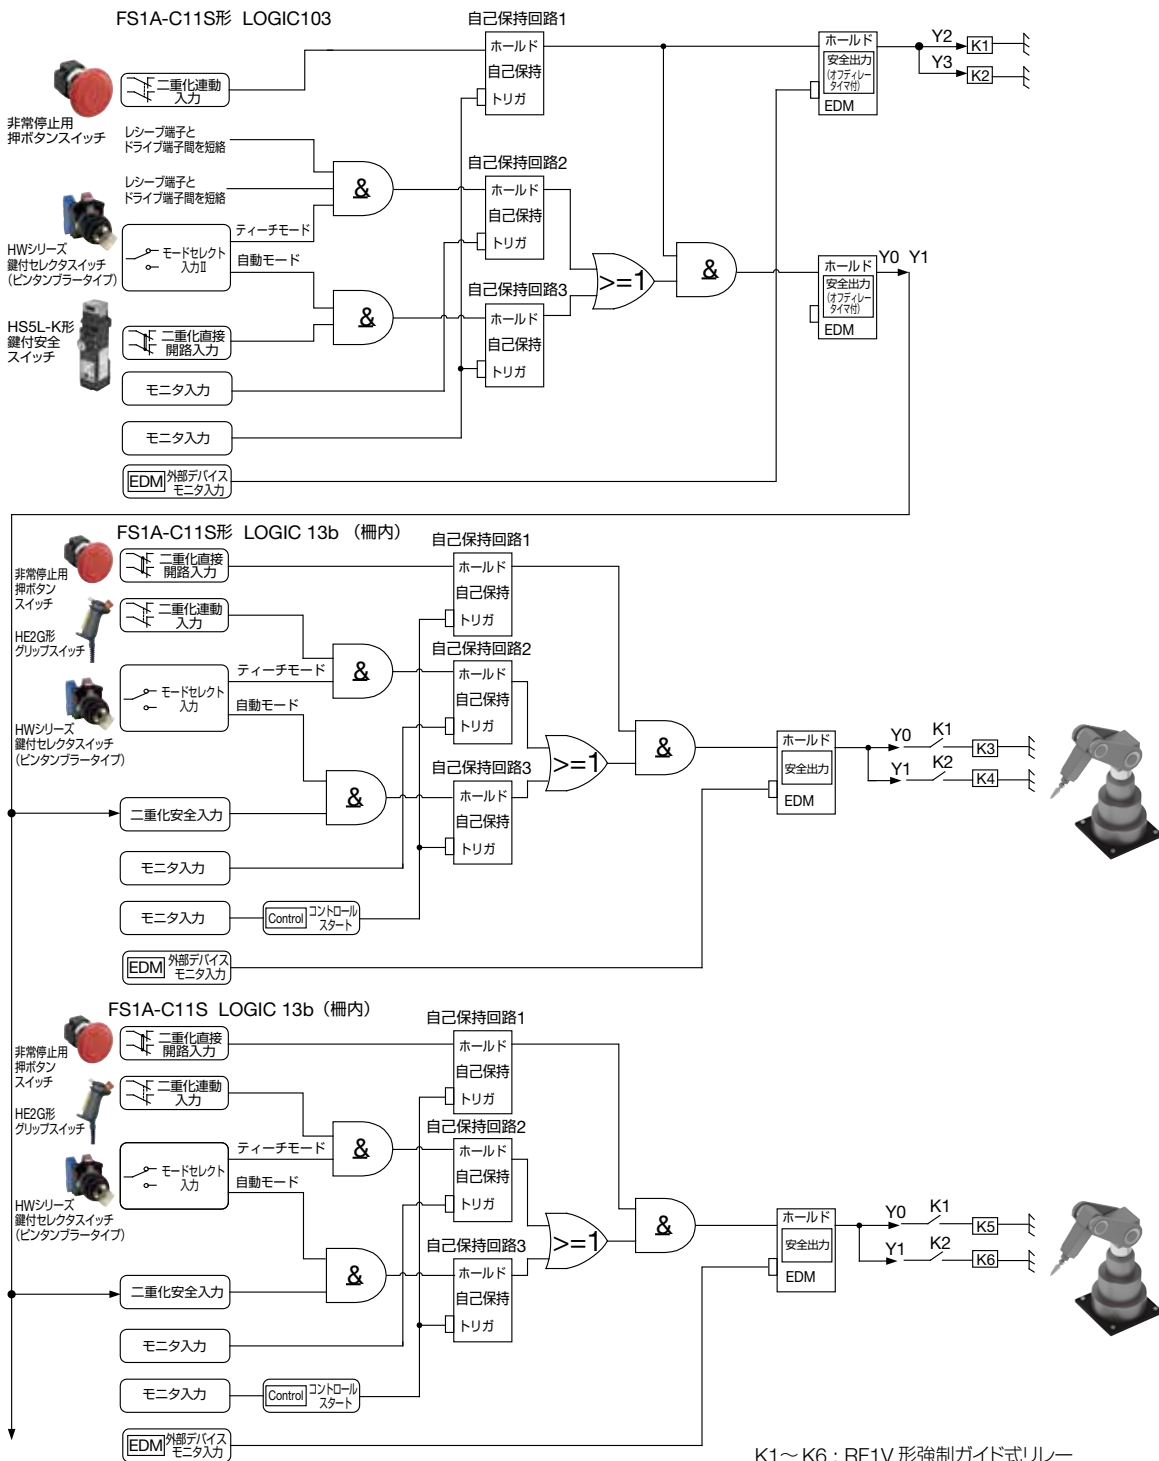 FS1A-C11S形 LOGIC103
自己保持回路1
ホールド
自己保持
トリガ
ホールド
安全出力
(オフディレー
タイマ付)
EDM
Y2
K1
Y3
K2
非常停止用
押ボタンスイッチ
二重化連動
入力
レシーブ端子と
ドライブ端子間を短絡
レシーブ端子と
ドライブ端子間を短絡
&
自己保持回路2
ホールド
自己保持
トリガ
HWシリーズ
鍵付セレクタスイッチ
(ピンタンブラータイプ)
モードセレクト
入力Ⅱ
ティーチモード
自動モード
>=1
&
ホールド
安全出力
(オフディレー
タイマ付)
EDM
Y0 Y1
HS5L-K形
鍵付安全
スイッチ
二重化直接
開路入力
&
自己保持回路3
ホールド
自己保持
トリガ
モニタ入力
モニタ入力
EDM 外部デバイス
モニタ入力
FS1A-C11S形 LOGIC 13b (柵内)
自己保持回路1
ホールド
自己保持
トリガ
非常停止用
押ボタン
スイッチ
二重化直接
開路入力
HE2G形
グリップスイッチ
二重化連動
入力
&
自己保持回路2
ホールド
自己保持
トリガ
HWシリーズ
鍵付セレクタスイッチ
(ピンタンブラータイプ)
モードセレクト
入力
ティーチモード
自動モード
>=1
&
ホールド
安全出力
EDM
Y0 K1
K3
Y1 K2
K4
二重化安全入力
&
自己保持回路3
ホールド
自己保持
トリガ
モニタ入力
モニタ入力
Control コントロール
スタート
EDM 外部デバイス
モニタ入力
FS1A-C11S LOGIC 13b (柵内)
自己保持回路1
ホールド
自己保持
トリガ
非常停止用
押ボタン
スイッチ
二重化直接
開路入力
HE2G形
グリップスイッチ
二重化連動
入力
&
自己保持回路2
ホールド
自己保持
トリガ
HWシリーズ
鍵付セレクタスイッチ
(ピンタンブラータイプ)
モードセレクト
入力
ティーチモード
自動モード
>=1
&
ホールド
安全出力
EDM
Y0 K1
K5
Y1 K2
K6
二重化安全入力
&
自己保持回路3
ホールド
自己保持
トリガ
モニタ入力
モニタ入力
Control コントロール
スタート
EDM 外部デバイス
モニタ入力
K1～K6：RF1V 形強制ガイド式リレー